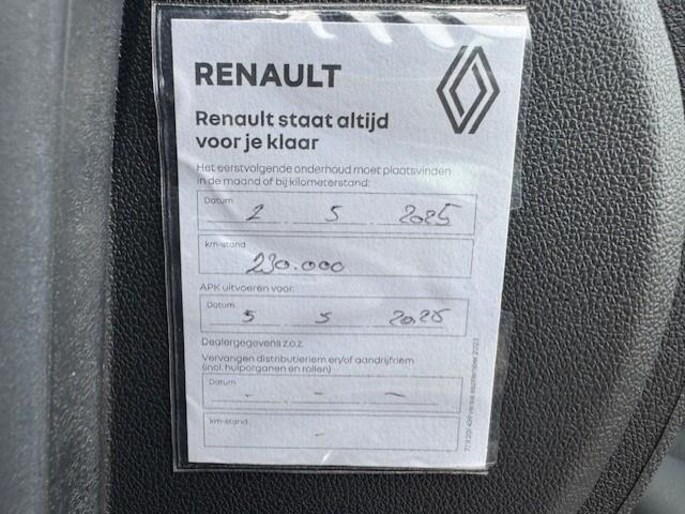 RENAULT
Renault staat altijd
voor je klaar
Het eerstvolgende onderhoud moet plaatsvinden
in de maand of bij kilometerstand:
Datum
2 5 2025
km-stand
230.000
APK uitvoeren voor:
Datum
5 5 2025
Dealergegevens z.o.z.
Vervangen distributieriem en/of aandrijfriem
(incl. hulporganen en rollen)
Datum
- - -
km-stand
-